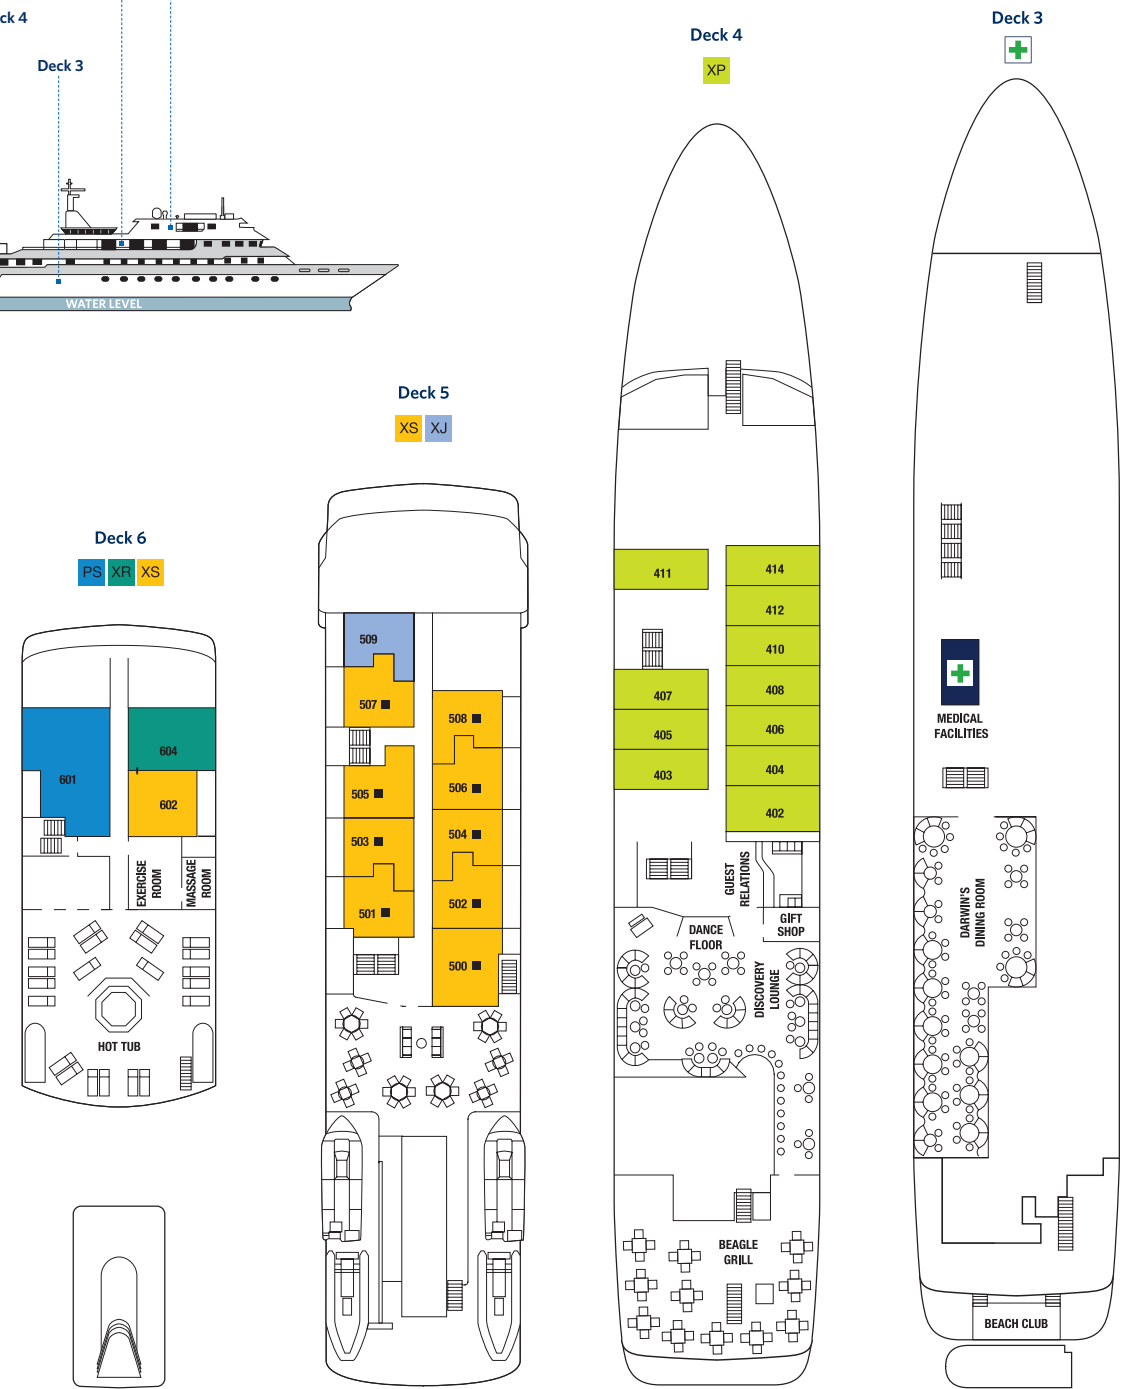 ck 4
Deck 3
WATER LEVEL
Deck 6
PS XR XS
601
604
602
EXERCISE
ROOM
MASSAGE
ROOM
HOT TUB
Deck 5
XS XJ
509
507
508
505
506
503
504
501
502
500
Deck 4
XP
411
414
412
410
407
408
405
406
403
404
402
GUEST
RELATIONS
GIFT
SHOP
DANCE
FLOOR
DISCOVERY
LOUNGE
BEAGLE
GRILL
Deck 3
MEDICAL
FACILITIES
DARWIN'S
DINING ROOM
BEACH CLUB